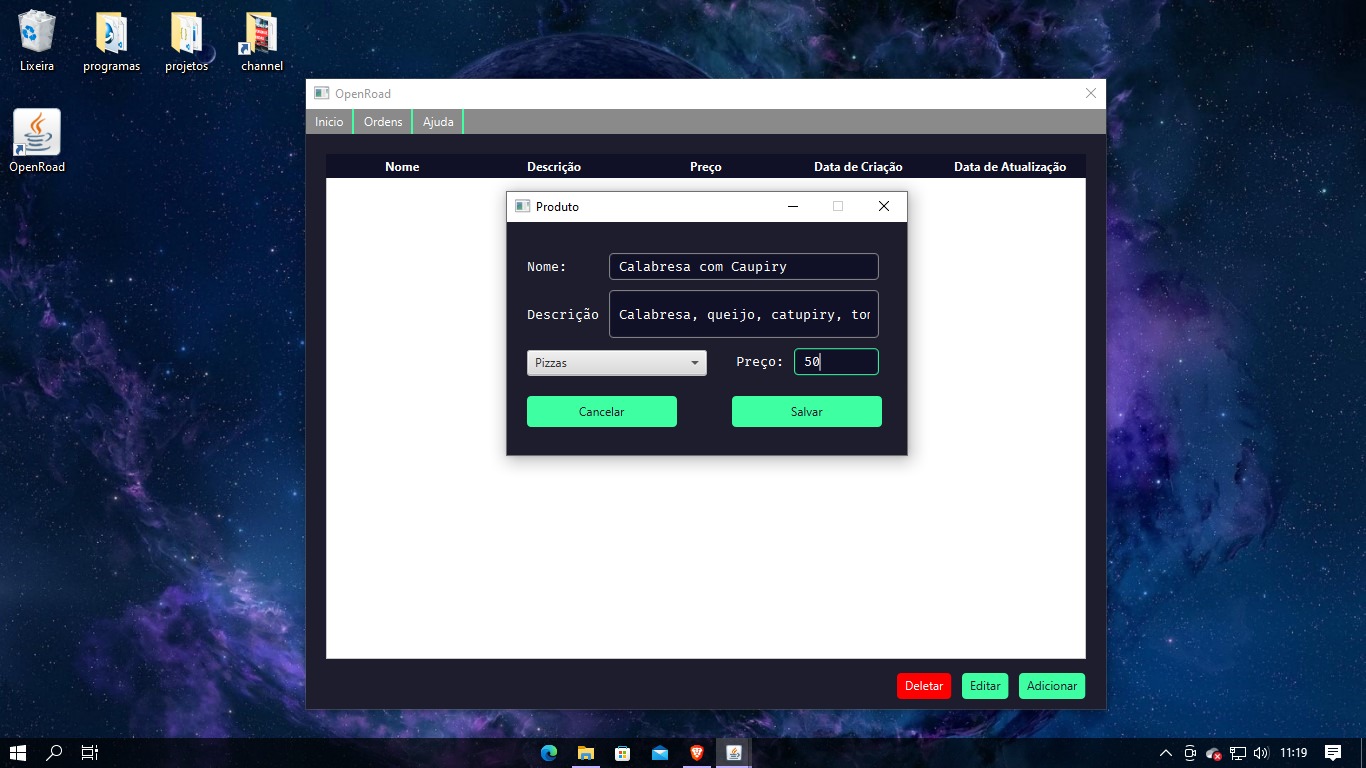 Lixeira
programas
projetos
channel
OpenRoad
OpenRoad
Inicio
Ordens
Ajuda
Nome
Descrição
Preço
Data de Criação
Data de Atualização
Produto
Nome:
Calabresa com Caupiry
Descrição
Calabresa, queijo, catupiry, tom
Pizzas
Preço:
50
Cancelar
Salvar
Deletar
Editar
Adicionar
11:19